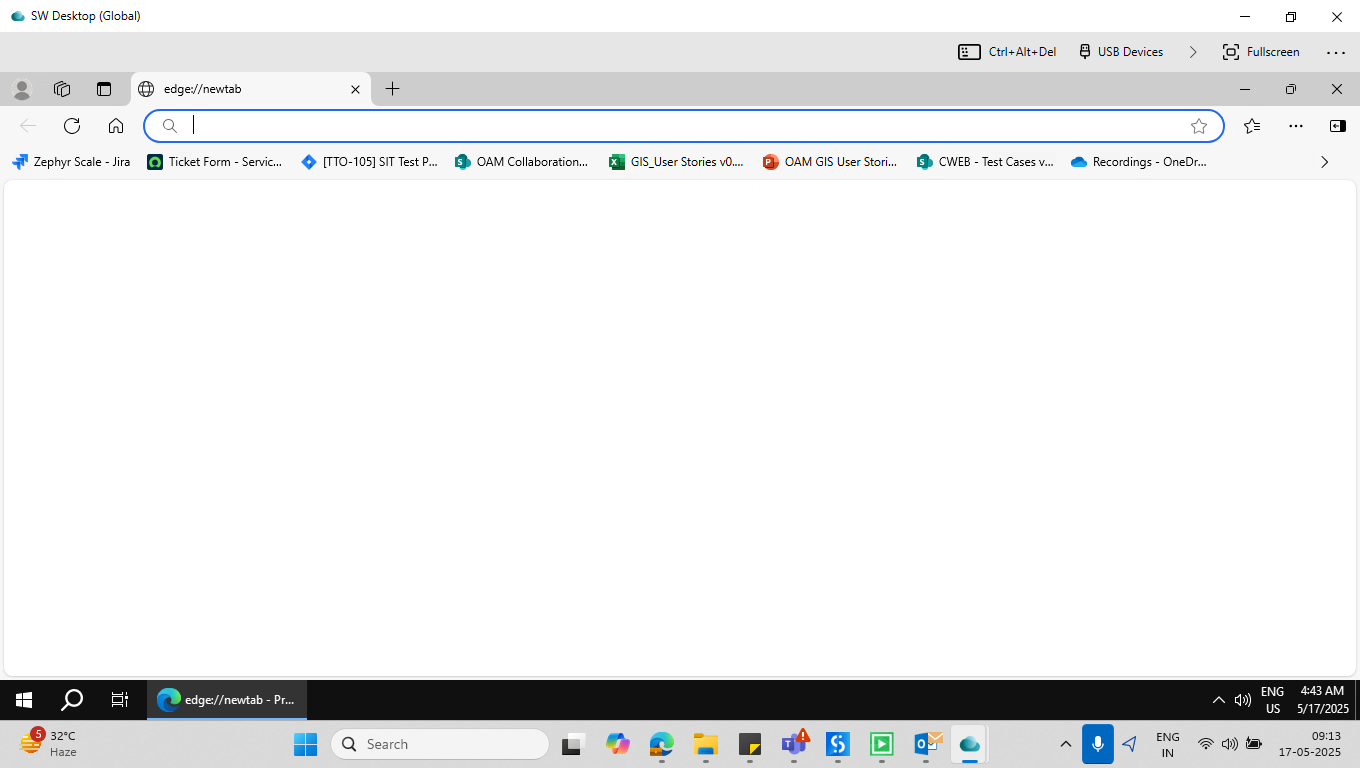 SW Desktop (Global)
Ctrl+Alt+Del USB Devices Fullscreen
edge://newtab
Zephyr Scale - Jira Ticket Form - Servic... [TTO-105] SIT Test P... OAM Collaboration... GIS_User Stories v0.... OAM GIS User Stori... CWEB - Test Cases v... Recordings - OneDr...
edge://newtab - Pr...
ENG
US
4:43 AM
5/17/2025
5
32°C
Haze
Search
ENG
IN
09:13
17-05-2025